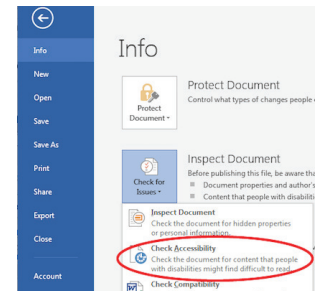 Info
Info
New
Open
Save
Save As
Print
Share
Export
Close
Account
Protect Document
Control what types of changes people
Protect
Document
Inspect Document
Before publishing this file, be aware tha
Document properties and author's
Content that people with disabiliti
Check for
Issues
Inspect Document
Check the document for hidden properties
or personal information.
Check Accessibility
Check the document for content that people
with disabilities might find difficult to read.
Check Compatibility